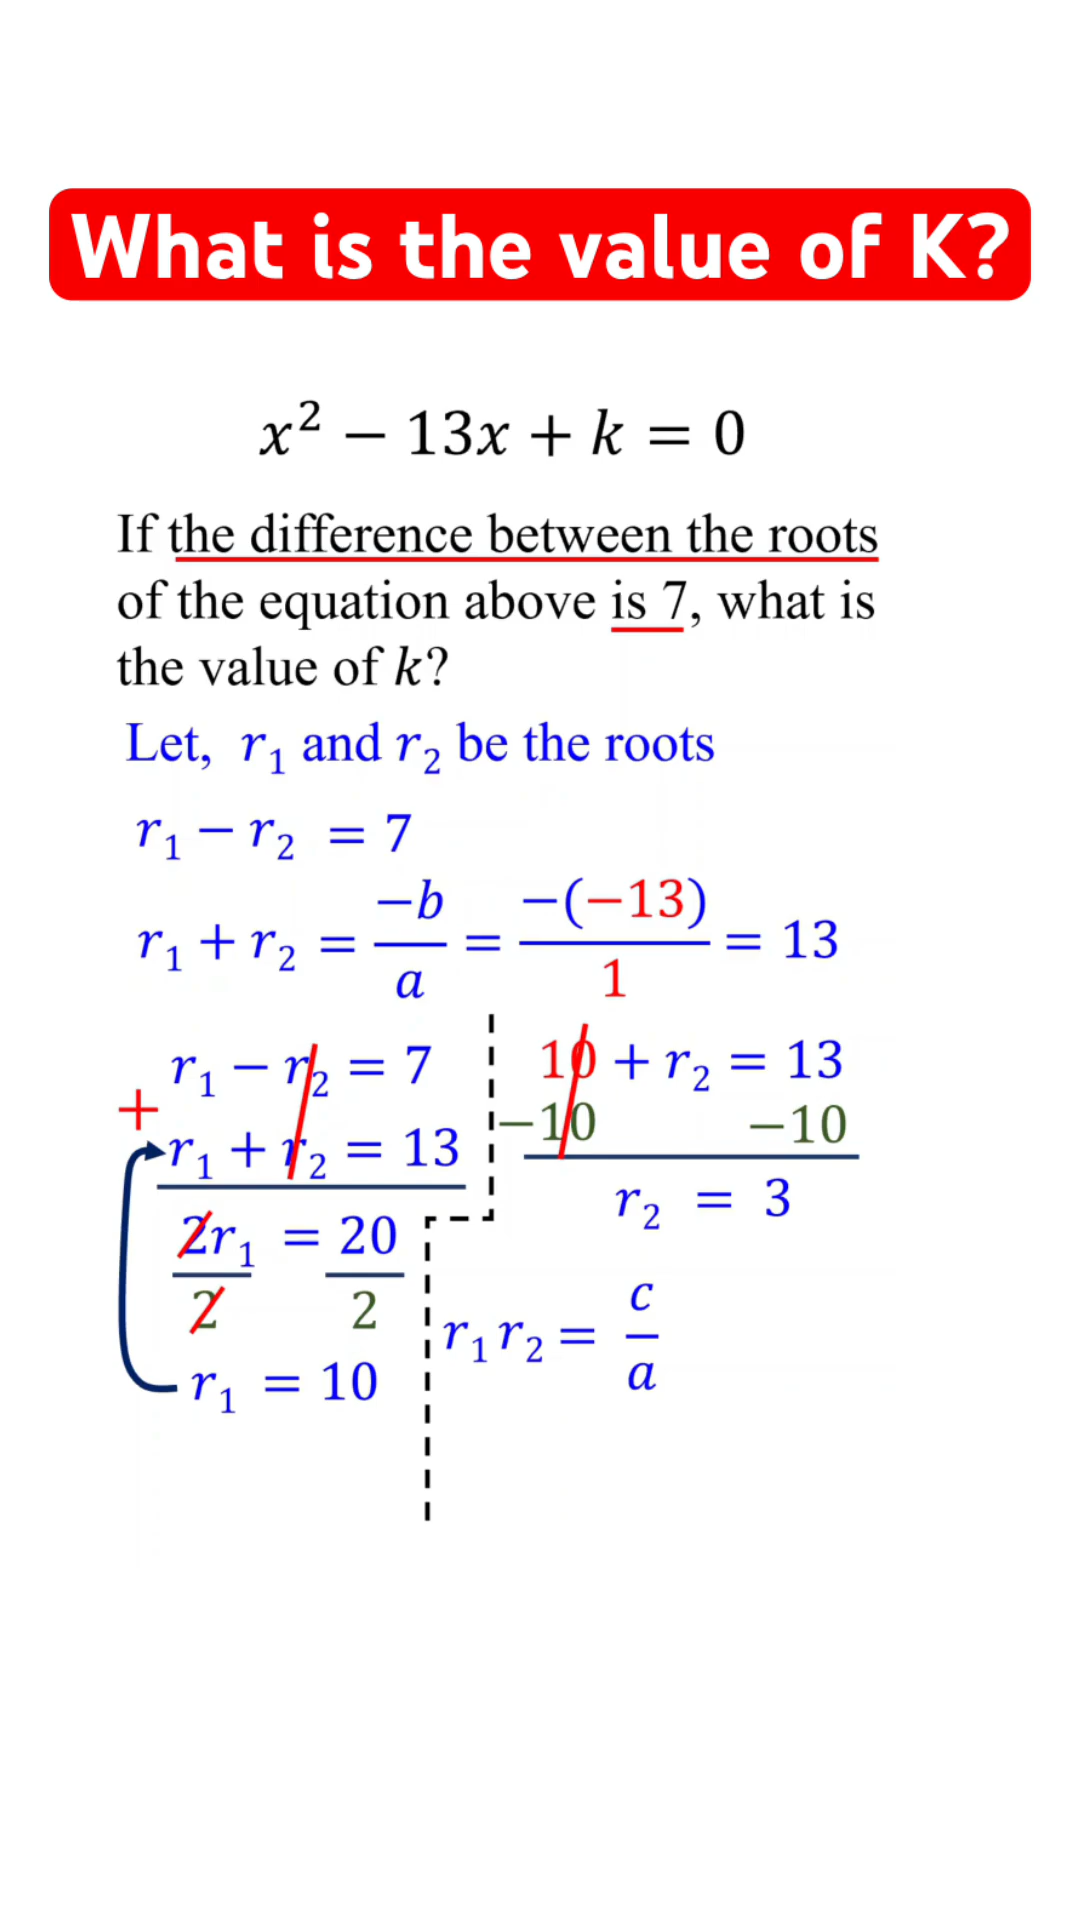 What is the value of K?
x² − 13x + k = 0
If the difference between the roots
of the equation above is 7, what is
the value of k?
Let, r₁ and r₂ be the roots
r₁ − r₂ = 7
r₁ + r₂ = −b/a = −(−13)/1 = 13
r₁ − r₂ = 7
+
r₁ + r₂ = 13
2r₁ = 20
2 2
r₁ = 10
10 + r₂ = 13
−10 −10
r₂ = 3
r₁r₂ = c/a